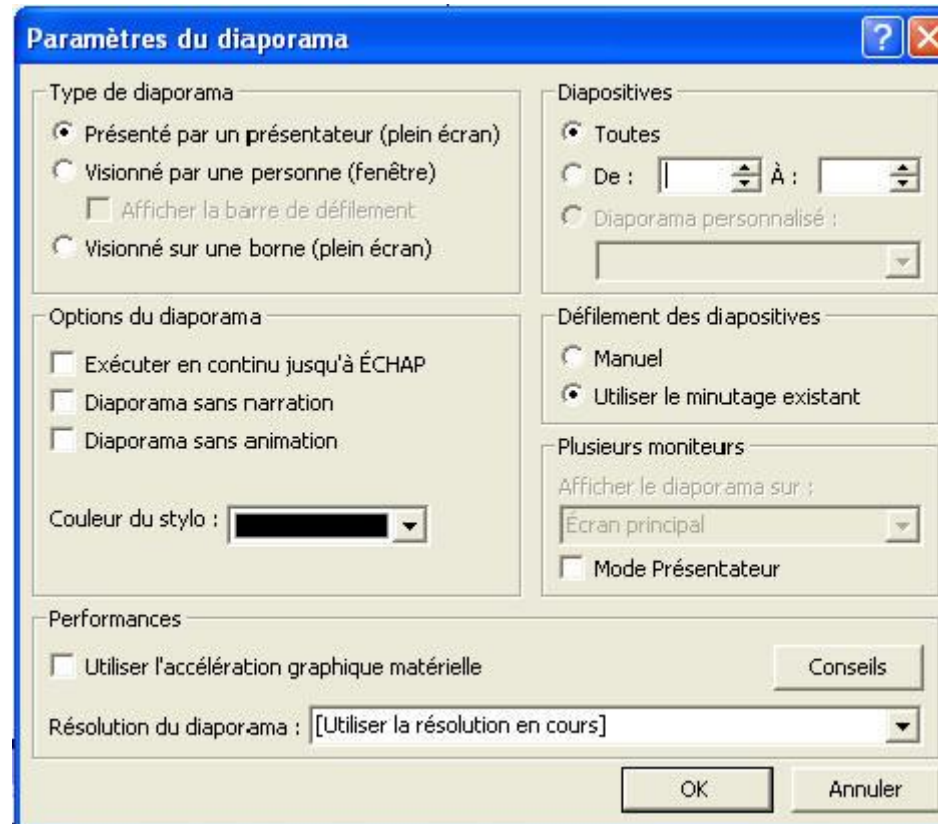 Paramètres du diaporama
Type de diaporama
Présenté par un présentateur (plein écran)
Visionné par une personne (fenêtre)
Afficher la barre de défilement
Visionné sur une borne (plein écran)
Diapositives
Toutes
De : À :
Diaporama personnalisé :
Options du diaporama
Exécuter en continu jusqu'à ÉCHAP
Diaporama sans narration
Diaporama sans animation
Couleur du stylo :
Défilement des diapositives
Manuel
Utiliser le minutage existant
Plusieurs moniteurs
Afficher le diaporama sur :
Écran principal
Mode Présentateur
Performances
Utiliser l'accélération graphique matérielle
Conseils
Résolution du diaporama : [Utiliser la résolution en cours]
OK Annuler